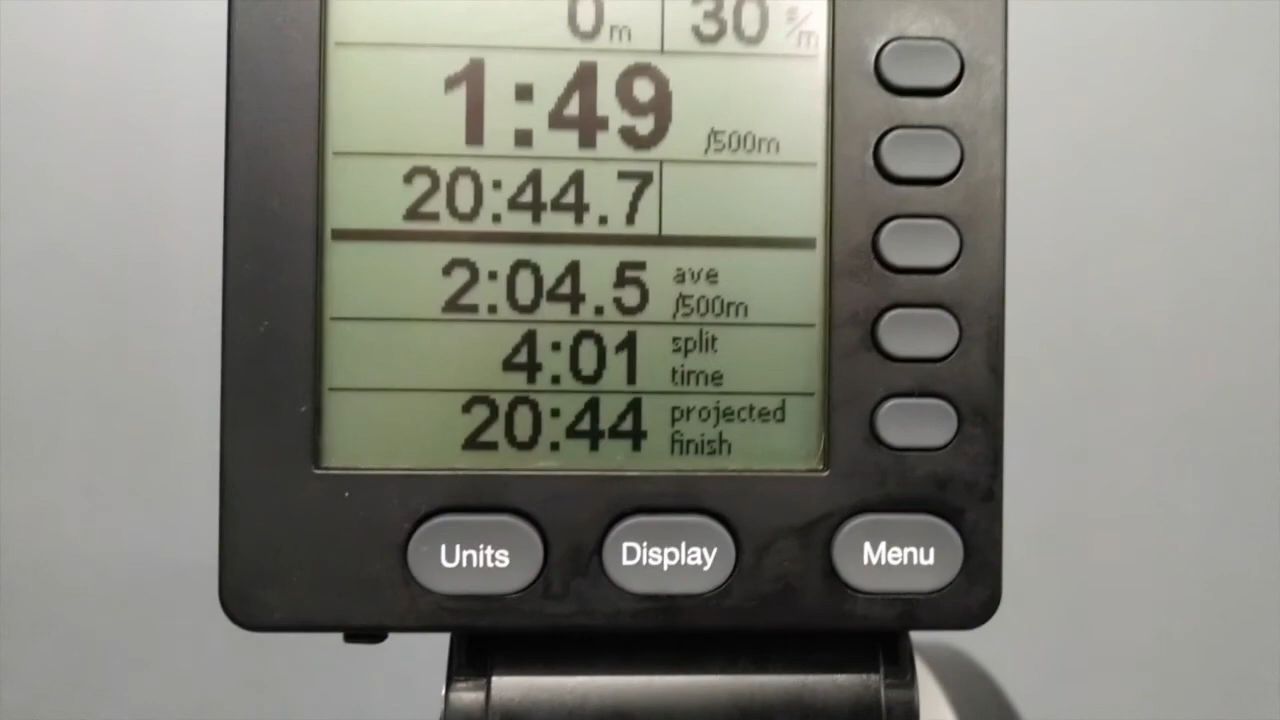 0m 30 s/m
1:49 /500m
20:44.7
2:04.5 ave /500m
4:01 split time
20:44 projected finish
Units Display Menu